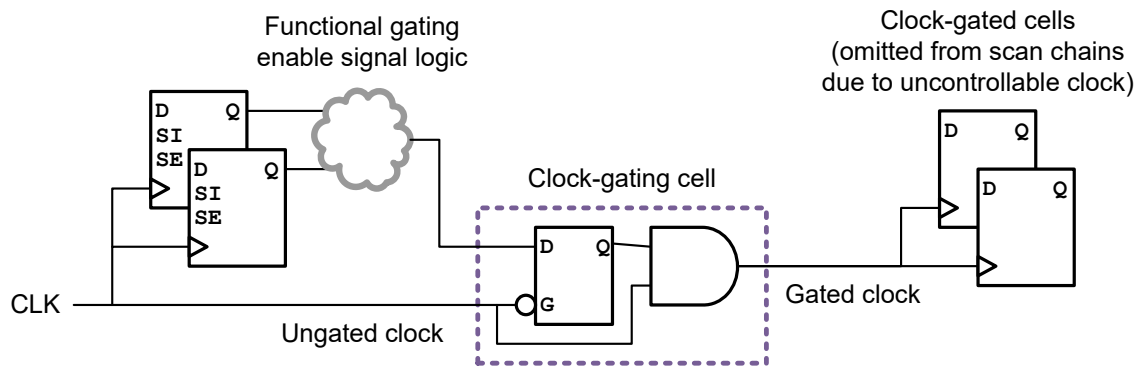 Functional gating
enable signal logic
Clock-gated cells
(omitted from scan chains
due to uncontrollable clock)
D Q
SI
SE
D Q
SI
SE
Clock-gating cell
D Q
G
D Q
D Q
CLK
Ungated clock
Gated clock